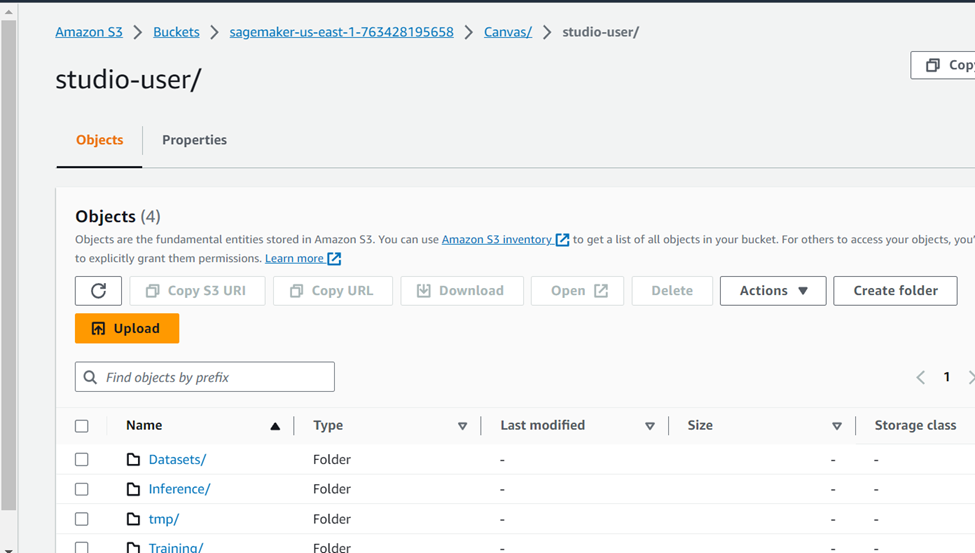 Amazon S3 > Buckets > sagemaker-us-east-1-763428195658 > Canvas/ > studio-user/
studio-user/
Objects Properties
Objects (4)
Objects are the fundamental entities stored in Amazon S3. You can use Amazon S3 inventory to get a list of all objects in your bucket. For others to access your objects,
to explicitly grant them permissions. Learn more
Copy S3 URI Copy URL Download Open Delete Actions Create folder
Upload
Find objects by prefix
1
Name Type Last modified Size Storage class
Datasets/ Folder - - -
Inference/ Folder - - -
tmp/ Folder - - -
Training/ Folder - - -